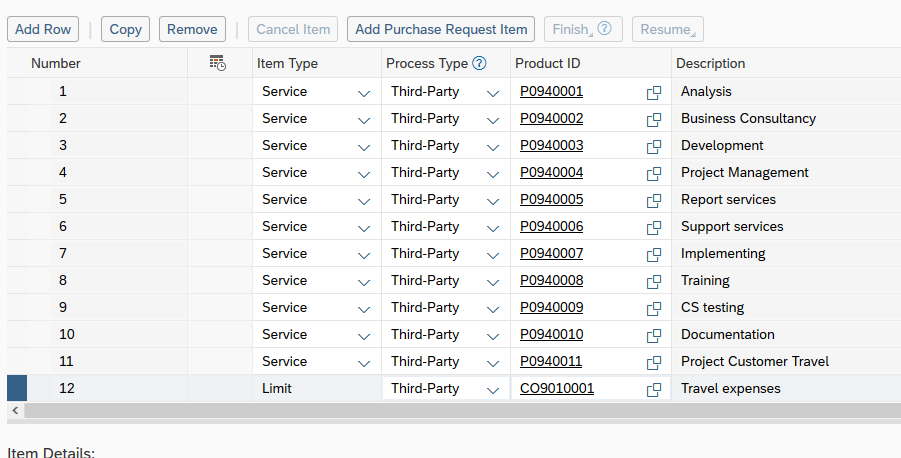 Add Row | Copy Remove | Cancel Item Add Purchase Request Item Finish ? Resume
Number Item Type Process Type ? Product ID Description
1 Service Third-Party P0940001 Analysis
2 Service Third-Party P0940002 Business Consultancy
3 Service Third-Party P0940003 Development
4 Service Third-Party P0940004 Project Management
5 Service Third-Party P0940005 Report services
6 Service Third-Party P0940006 Support services
7 Service Third-Party P0940007 Implementing
8 Service Third-Party P0940008 Training
9 Service Third-Party P0940009 CS testing
10 Service Third-Party P0940010 Documentation
11 Service Third-Party P0940011 Project Customer Travel
12 Limit Third-Party CO9010001 Travel expenses
Item Details: